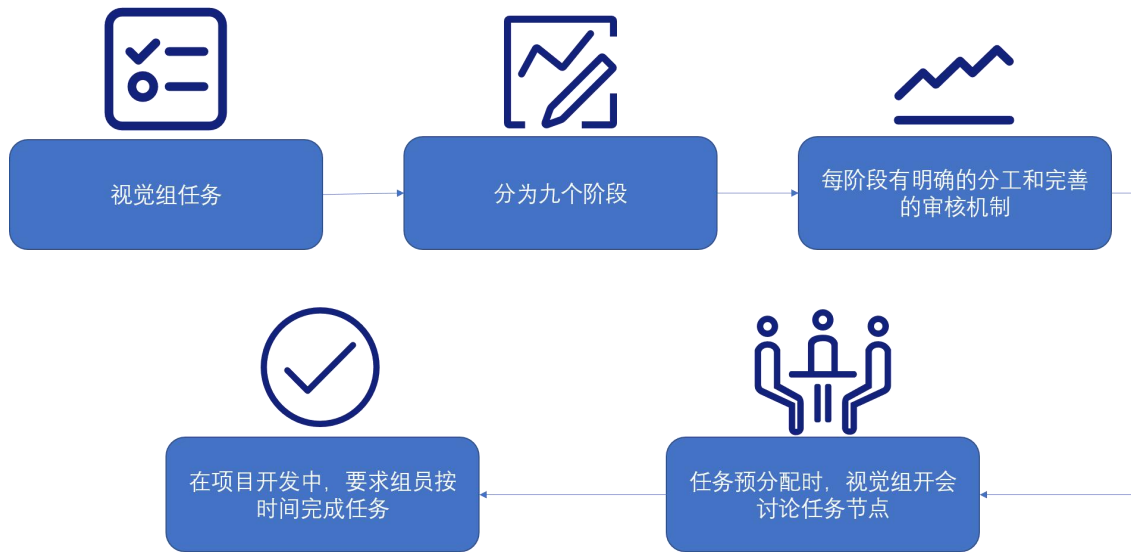 视觉组任务
分为九个阶段
每阶段有明确的分工和完善
的审核机制
任务预分配时，视觉组开会
讨论任务节点
在项目开发中，要求组员按
时间完成任务